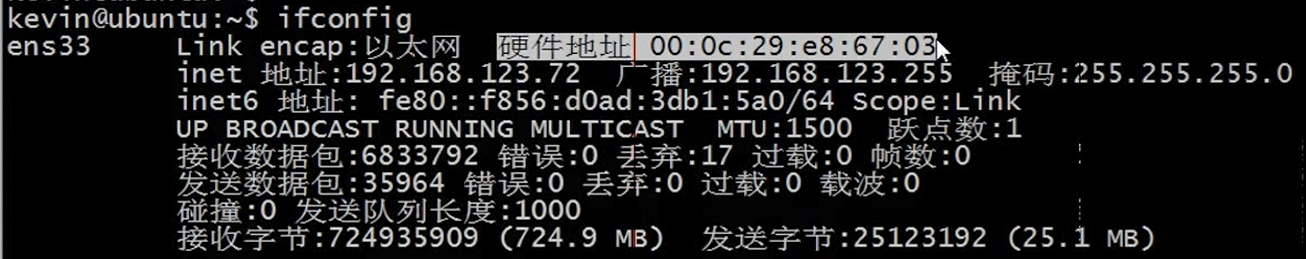 kevin@ubuntu:~$ ifconfig
ens33 Link encap:以太网 硬件地址 00:0c:29:e8:67:03
inet 地址:192.168.123.72 广播:192.168.123.255 掩码:255.255.255.0
inet6 地址: fe80::f856:d0ad:3db1:5a0/64 Scope:Link
UP BROADCAST RUNNING MULTICAST MTU:1500 跃点数:1
接收数据包:6833792 错误:0 丢弃:17 过载:0 帧数:0
发送数据包:35964 错误:0 丢弃:0 过载:0 载波:0
碰撞:0 发送队列长度:1000
接收字节:724935909 (724.9 MB) 发送字节:25123192 (25.1 MB)